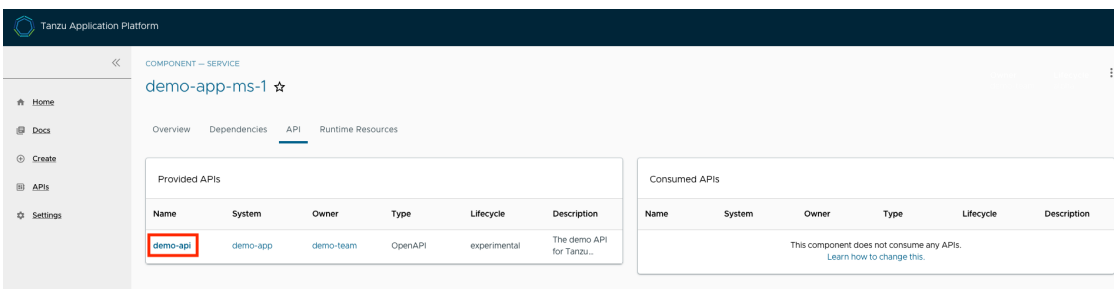 Tanzu Application Platform
COMPONENT — SERVICE
demo-app-ms-1
Home
Docs
Create
APIs
Settings
Overview Dependencies API Runtime Resources
Provided APIs
Name System Owner Type Lifecycle Description
demo-api demo-app demo-team OpenAPI experimental The demo API
for Tanzu...
Consumed APIs
Name System Owner Type Lifecycle Description
This component does not consume any APIs.
Learn how to change this.